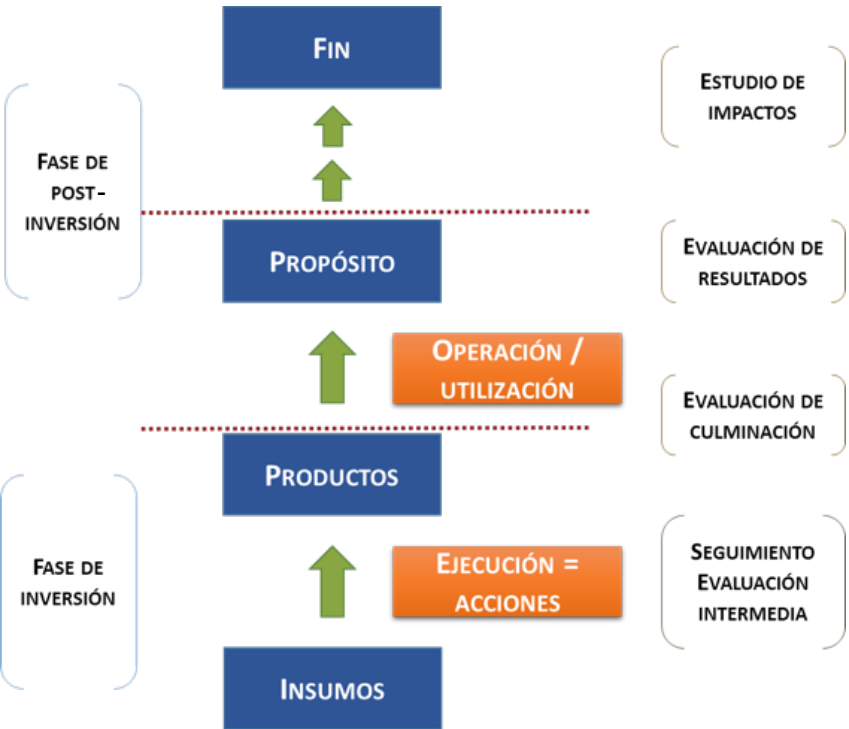 FIN
ESTUDIO DE
IMPACTOS
FASE DE
POST-
INVERSIÓN
PROPÓSITO
EVALUACIÓN DE
RESULTADOS
OPERACIÓN /
UTILIZACIÓN
EVALUACIÓN DE
CULMINACIÓN
PRODUCTOS
FASE DE
INVERSIÓN
EJECUCIÓN =
ACCIONES
SEGUIMIENTO
EVALUACIÓN
INTERMEDIA
INSUMOS